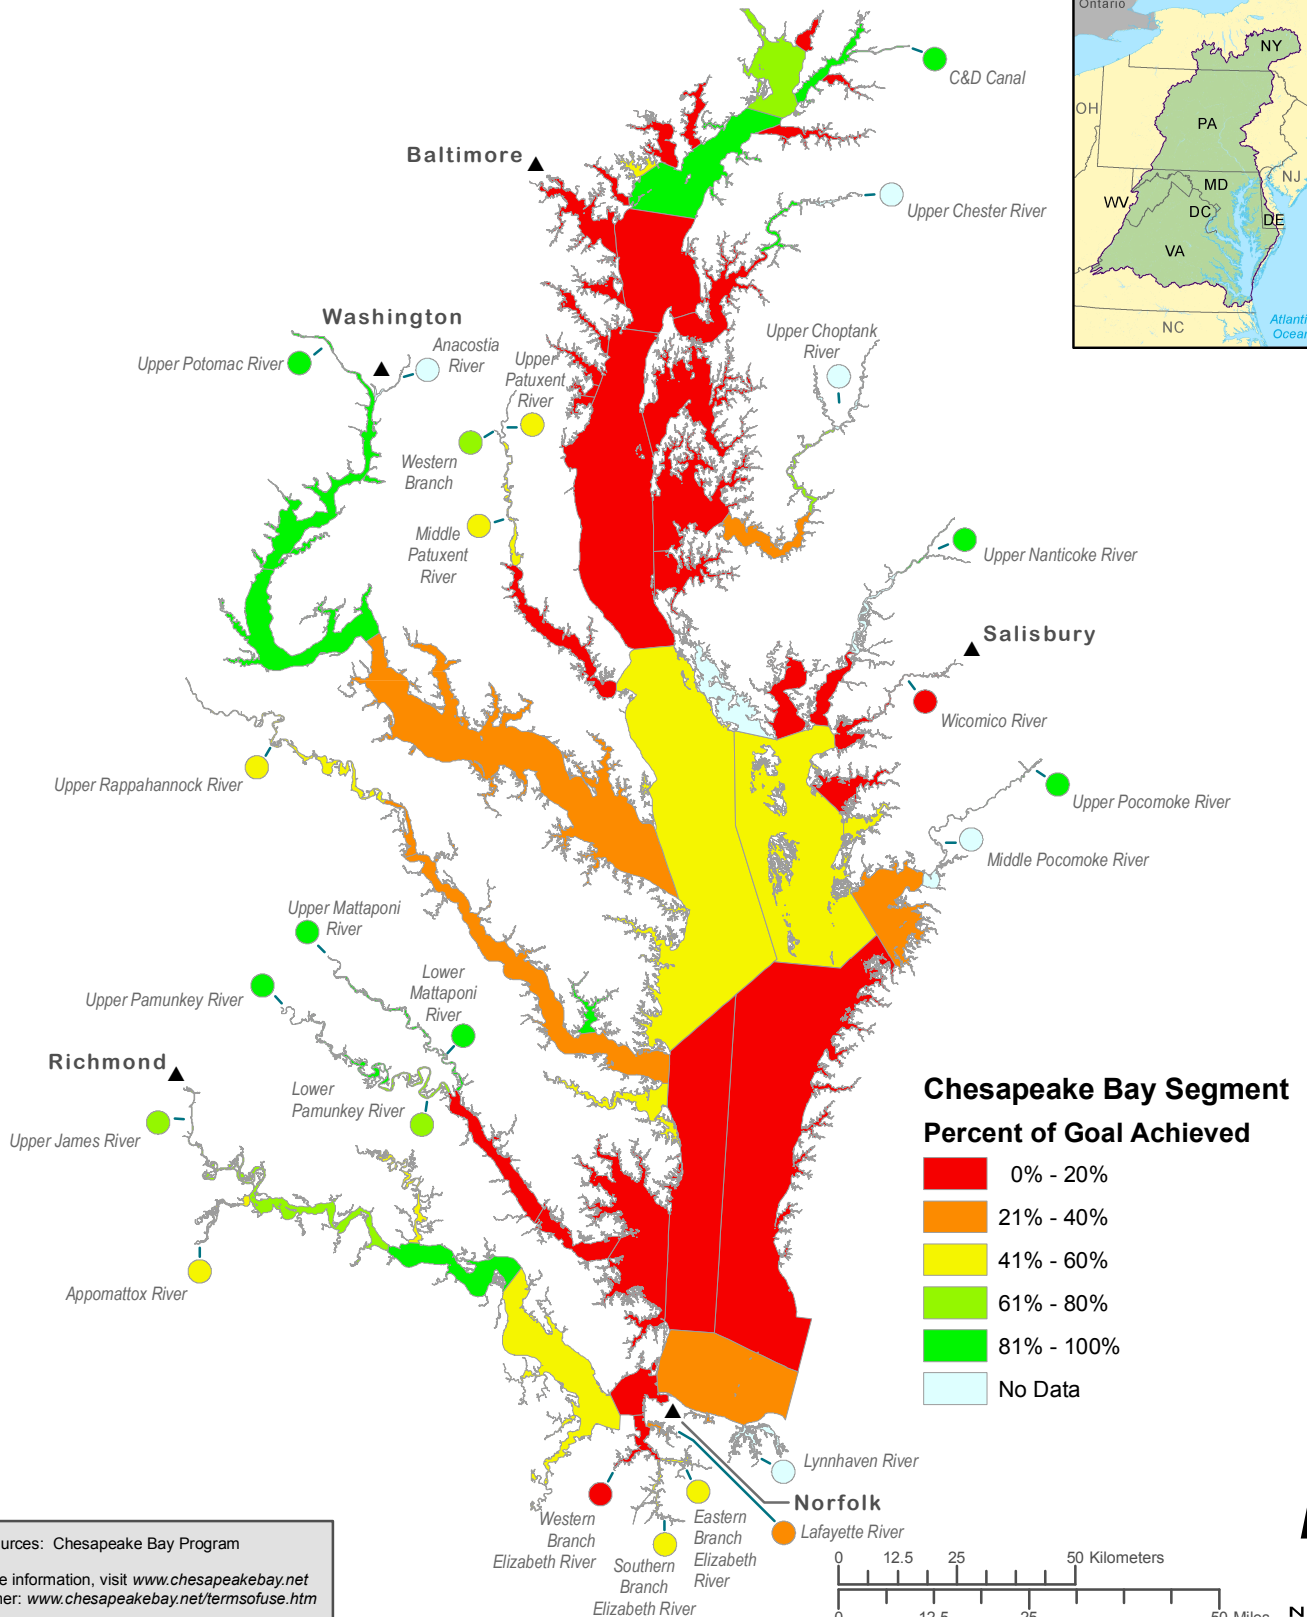 Ontario
NY
OH
PA
NJ
MD
WV
DC
DE
VA
NC
Ocean
C&D Canal
Baltimore
Upper Chester River
Washington
Upper Potomac River
Anacostia
River
Upper
Patuxent
River
Upper Choptank
River
Western
Branch
Middle
Patuxent
River
Upper Nanticoke River
Salisbury
Wicomico River
Upper Rappahannock River
Upper Pocomoke River
Middle Pocomoke River
Upper Mattaponi
River
Upper Pamunkey River
Lower
Mattaponi
River
Richmond
Lower
Pamunkey River
Upper James River
Appomattox River
Chesapeake Bay Segment
Percent of Goal Achieved
0% - 20%
21% - 40%
41% - 60%
61% - 80%
81% - 100%
No Data
Lynnhaven River
Norfolk
Lafayette River
Western
Branch
Elizabeth River
Southern
Branch
Elizabeth River
Eastern
Branch
Elizabeth
River
urces: Chesapeake Bay Program
e information, visit www.chesapeakebay.net
ner: www.chesapeakebay.net/termsofuse.htm
0 12.5 25 50 Kilometers
0 12.5 25 50 Miles